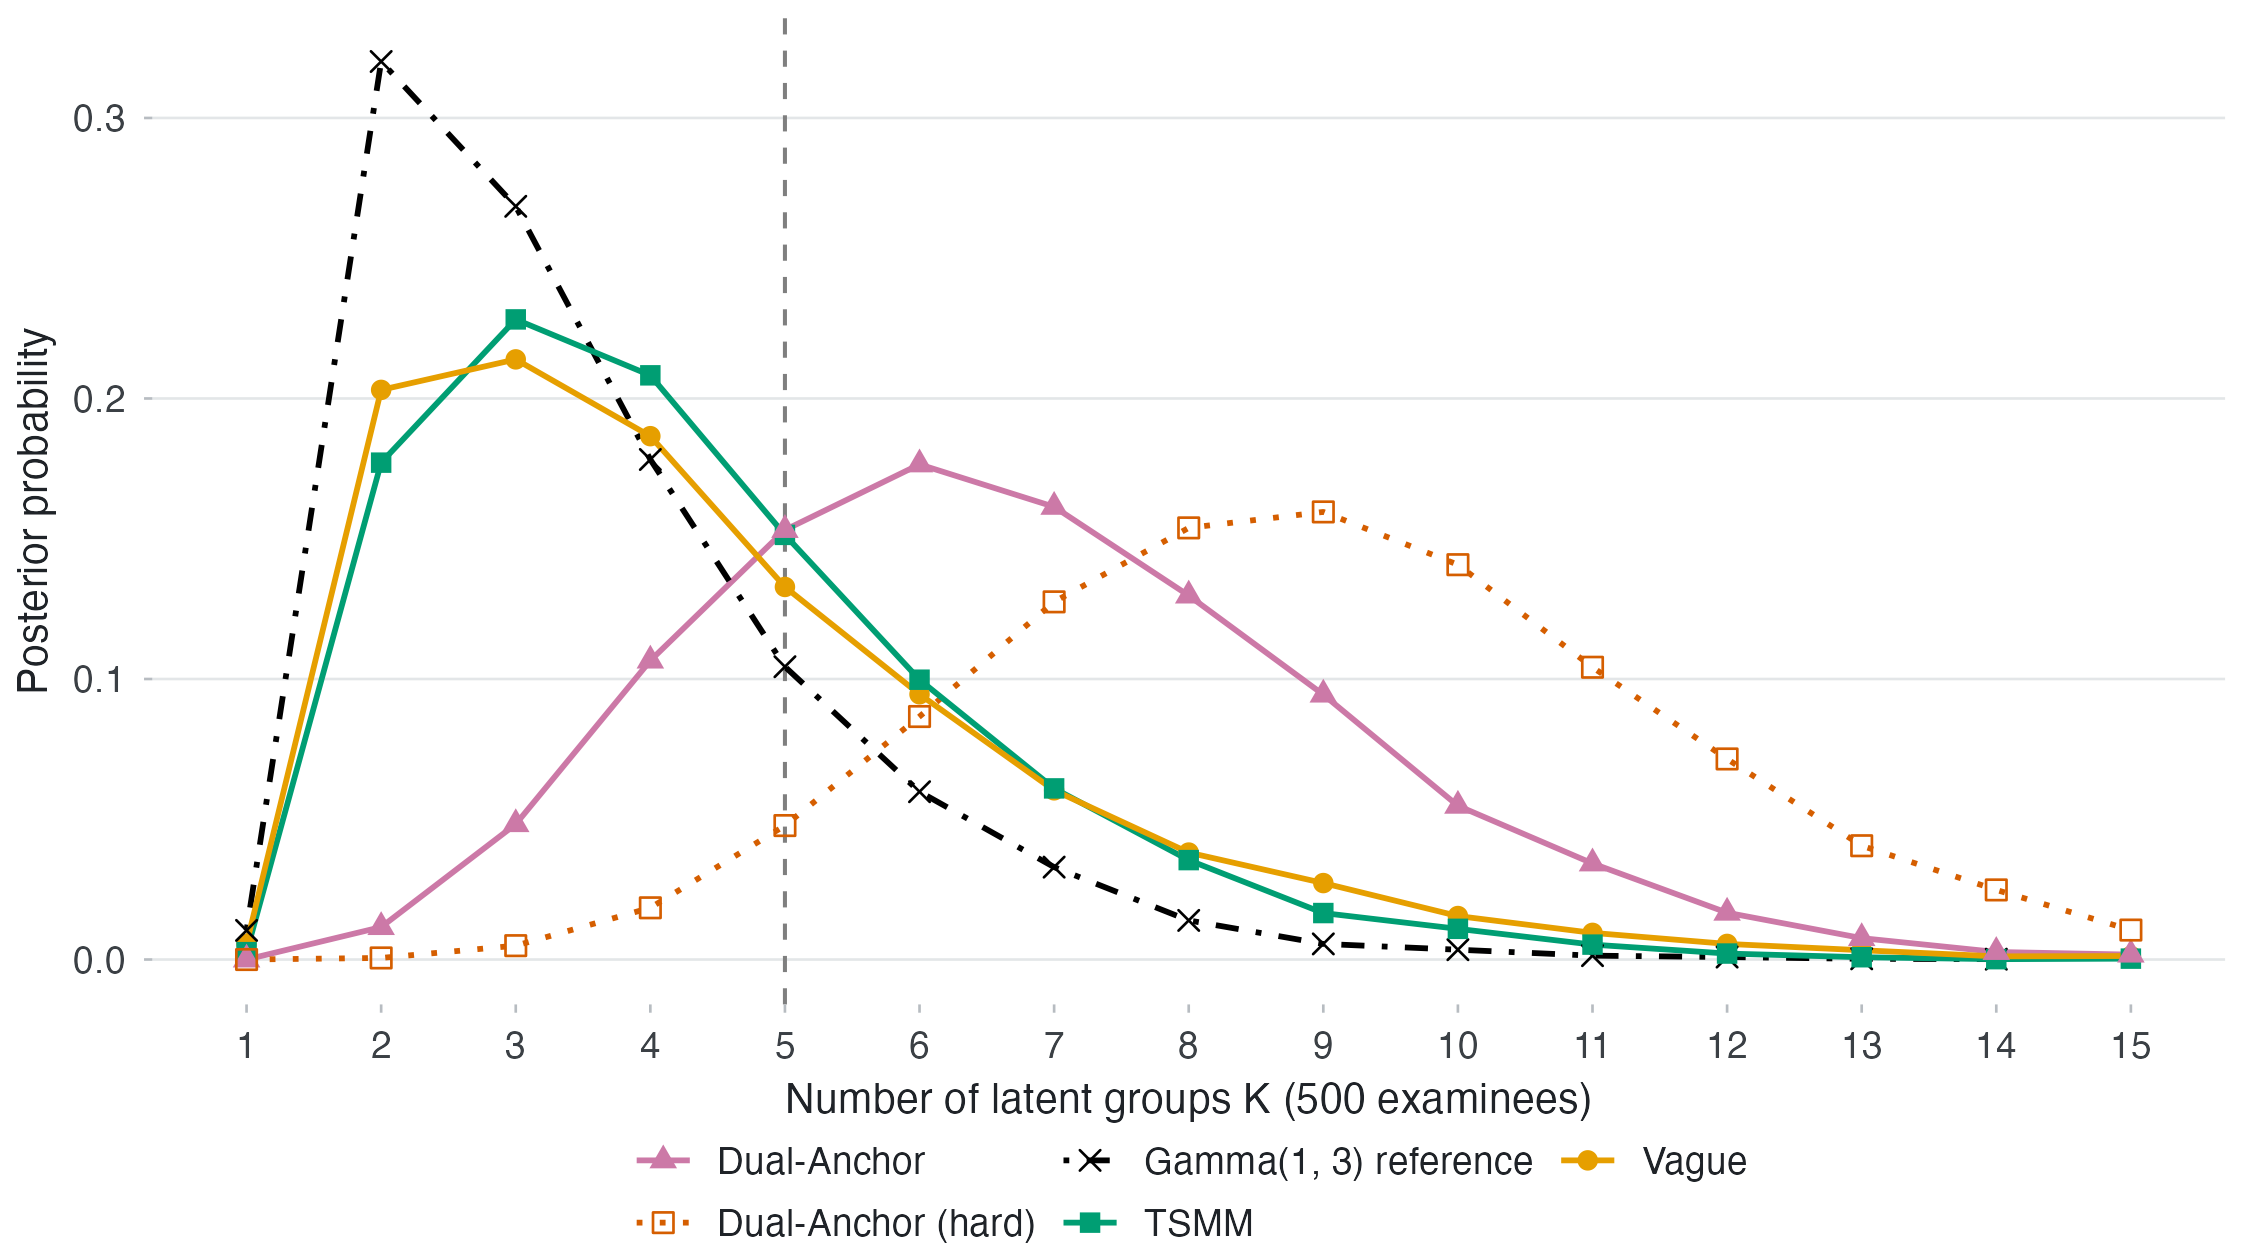 Posterior probability
0.3
0.2
0.1
0.0
1 2 3 4 5 6 7 8 9 10 11 12 13 14 15
Number of latent groups K (500 examinees)
Dual-Anchor Gamma(1, 3) reference Vague
Dual-Anchor (hard) TSMM